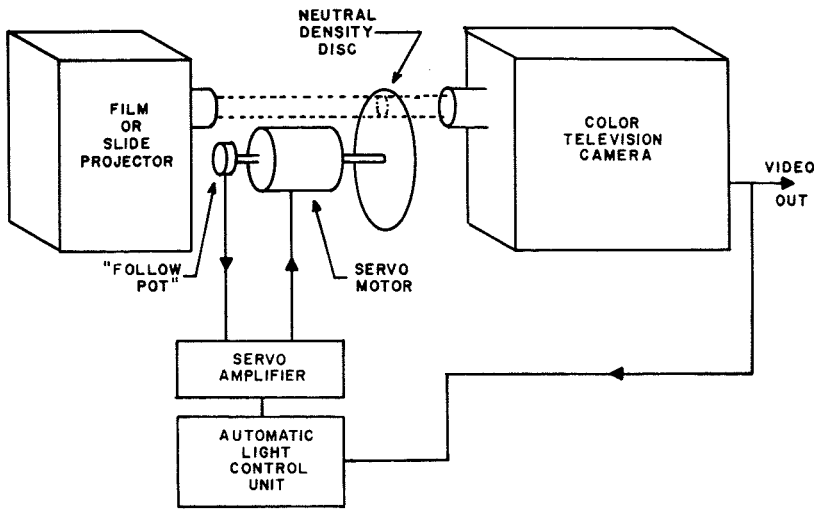 NEUTRAL
DENSITY
DISC
FILM
OR
SLIDE
PROJECTOR
COLOR
TELEVISION
CAMERA
VIDEO
OUT
"FOLLOW
POT"
SERVO
MOTOR
SERVO
AMPLIFIER
AUTOMATIC
LIGHT
CONTROL
UNIT